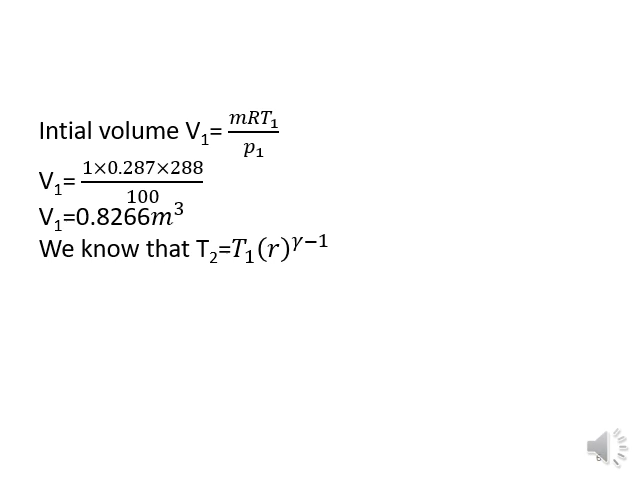 Intial volume V₁= mRT₁/p₁
V₁= 1×0.287×288/100
V₁=0.8266m³
We know that T₂=T₁(r)^γ−1
6